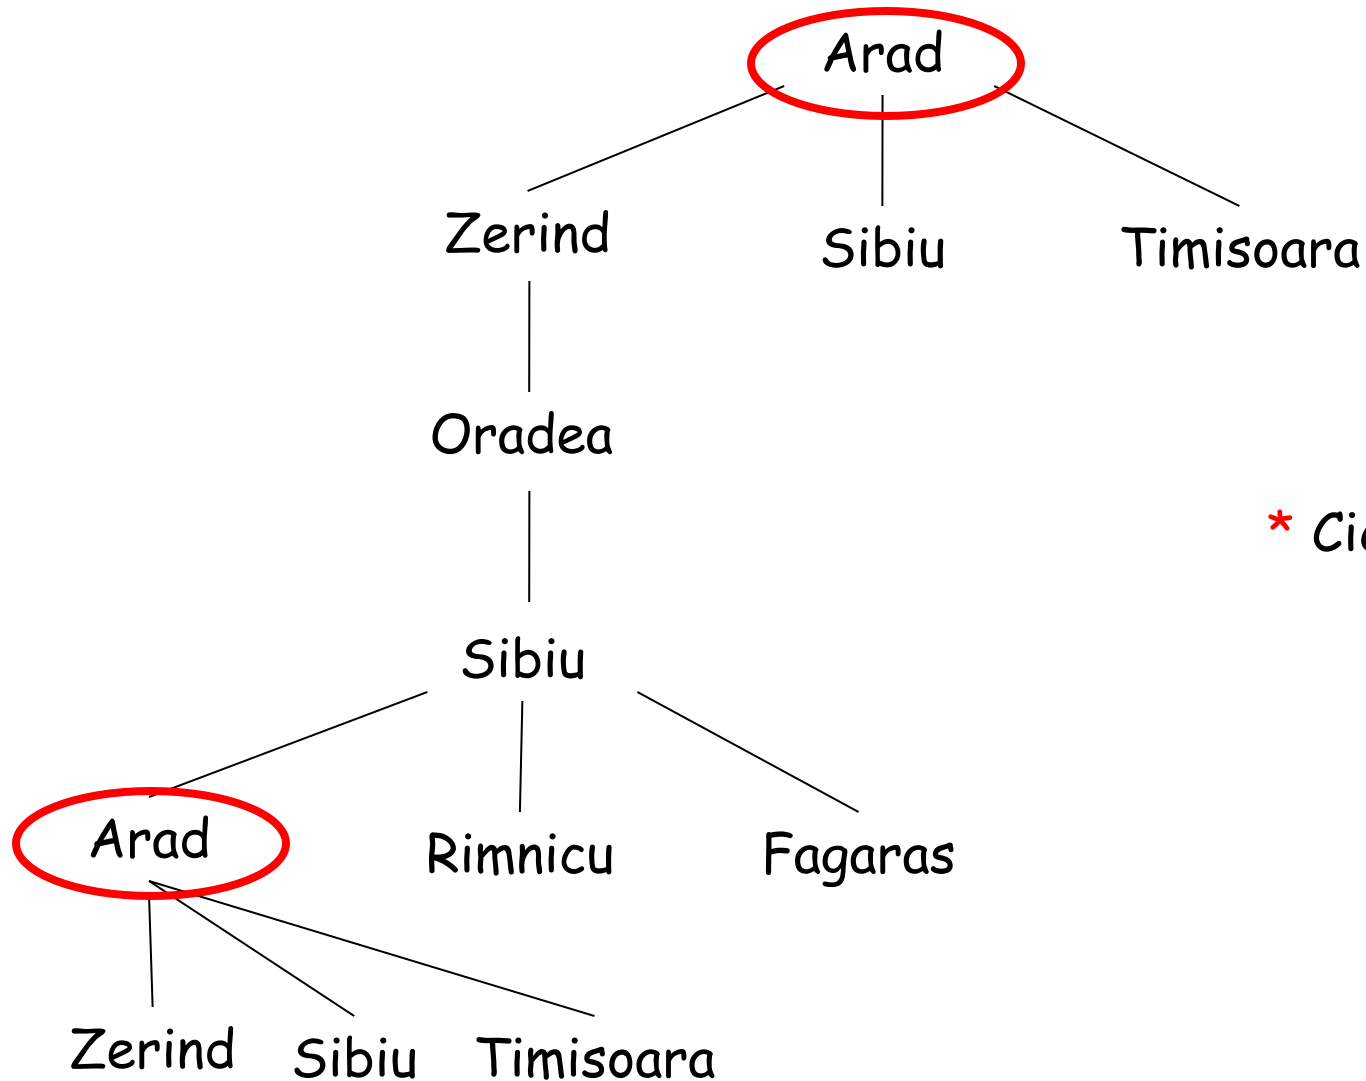 Arad
Zerind Sibiu Timisoara
Oradea
*
Sibiu
Arad Rimnicu Fagaras
Zerind Sibiu Timisoara